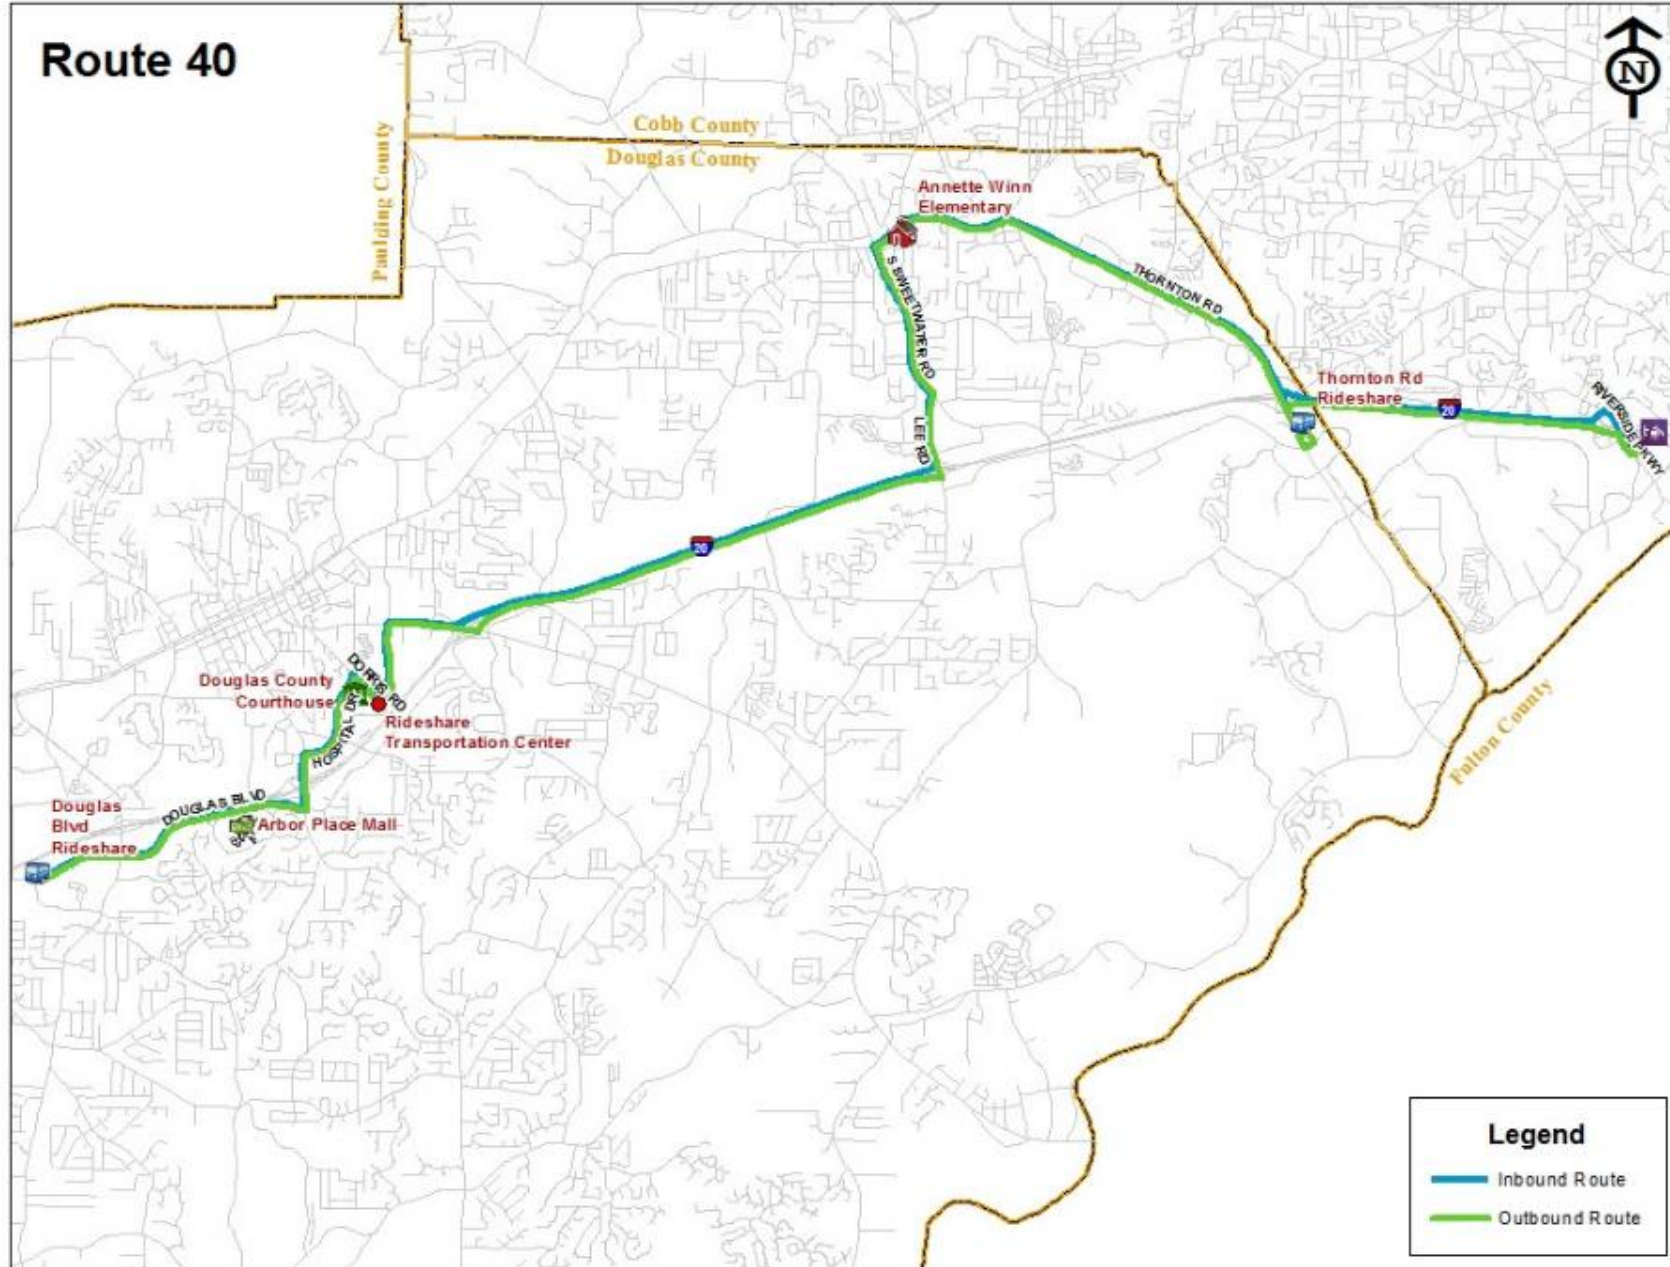 Route 40
N
Cobb County
Douglas County
Paulding County
Annette Winn
Elementary
THORNTON RD
S SWEETWATER RD
LEE RD
Thornton Rd
Rideshare
20
RIVERSIDE PKWY
20
DORRIS RD
Douglas County
Courthouse
HOSPITAL DR
Rideshare
Transportation Center
Fulton County
DOUGLAS BLVD
Douglas
Blvd
Rideshare
Arbor Place Mall
Legend
Inbound Route
Outbound Route